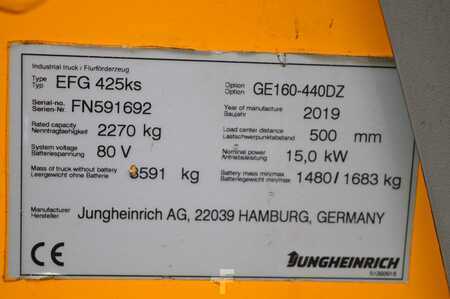 Industrial truck / Flurförderzeug
Type EFG 425ks Option GE160-440DZ
Typ Option
Serial-no. FN591692 Year of manufacture 2019
Serien-Nr. Baujahr
Rated capacity 2270 kg Load center distance 500 mm
Nenntragfähigkeit Lastschwerpunktabstand
System voltage 80 V Nominal power 15,0 kW
Batteriespannung Antriebsleistung
Mass of truck without battery 3591 kg Battery mass min/max 1480 / 1683 kg
Leergewicht ohne Batterie Batteriegewicht min/max
Manufacturer Jungheinrich AG, 22039 HAMBURG, GERMANY
Hersteller
CE JUNGHEINRICH